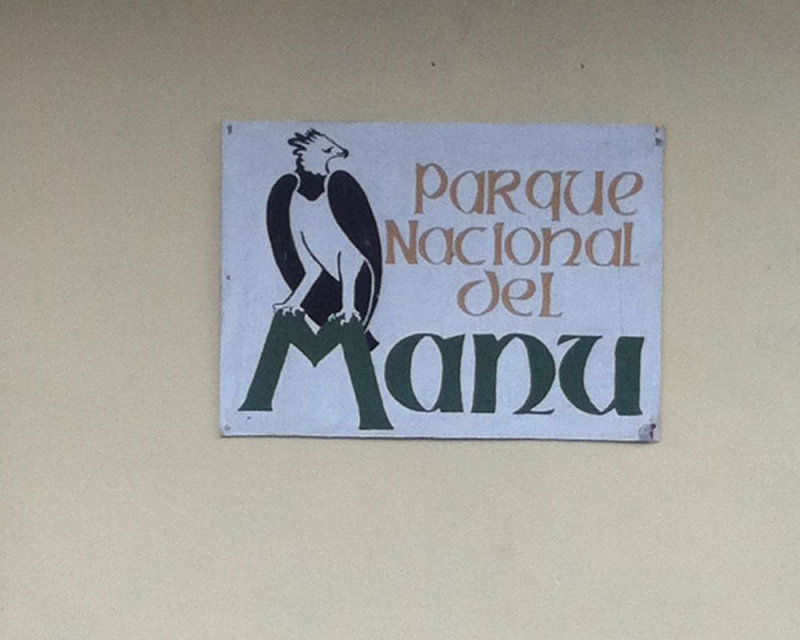 Parque
Nacional
del
Manu